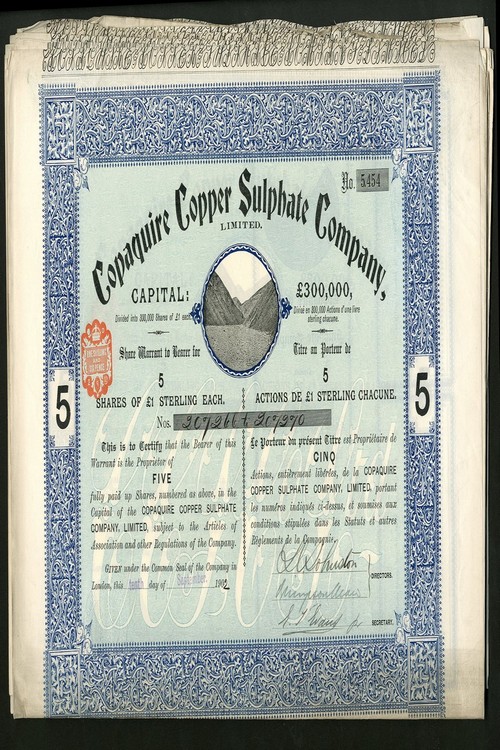 No. 5454
Copaquire Copper Sulphate Company,
LIMITED.
CAPITAL: £300,000,
Divided into 300,000 Shares of £1 each
Divisé en 300,000 Actions d'une livre
sterling chacune.
Share Warrant to Bearer for
5
SHARES OF £1 STERLING EACH.
Titre au Porteur de
5
ACTIONS DE £1 STERLING CHACUNE.
Nos. 207266 t 207270
5
5
This is to Certify that the Bearer of this
Warrant is the Proprietor of
FIVE
fully paid up Shares, numbered as above, in the
Capital of the COPAQUIRE COPPER SULPHATE
COMPANY, LIMITED, subject to the Articles of
Association and other Regulations of the Company.
GIVEN under the Common Seal of the Company in
London, this tenth day of September 1902
Le Porteur du présent Titre est Propriétaire de
CINQ
Actions, entièrement libérées, de la COPAQUIRE
COPPER SULPHATE COMPANY, LIMITED, portant
les numéros indiqués ci-dessus, et soumises aux
conditions stipulées dans les Statuts et autres
Réglements de la Compagnie.
DIRECTORS.
SECRETARY.